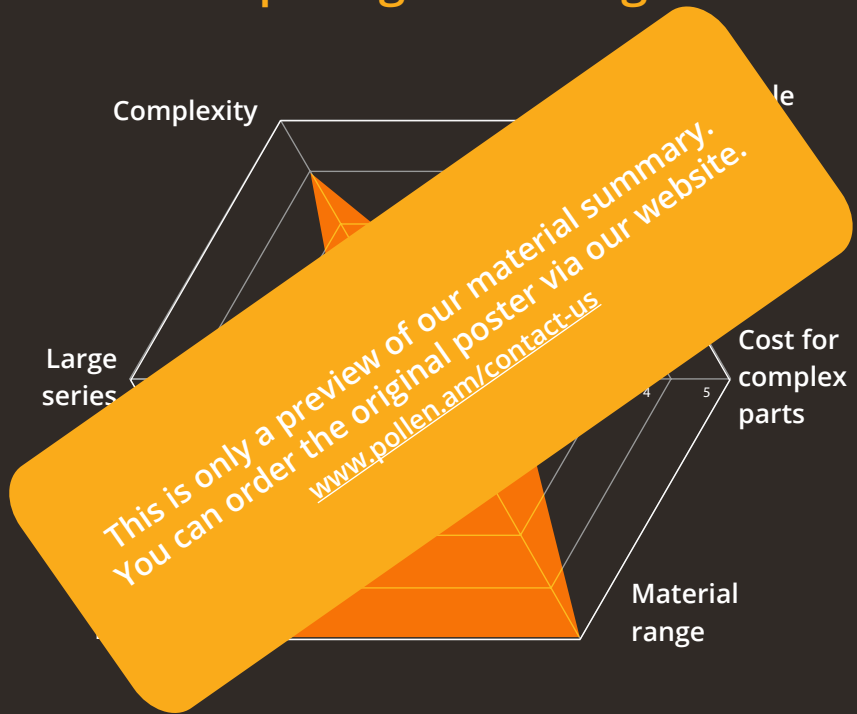 Complexity
This is only a preview of our material summary.
You can order the original poster via our website.
www.pollen.am/contact-us
Large
series
Cost for
complex
parts
4
5
Material
range